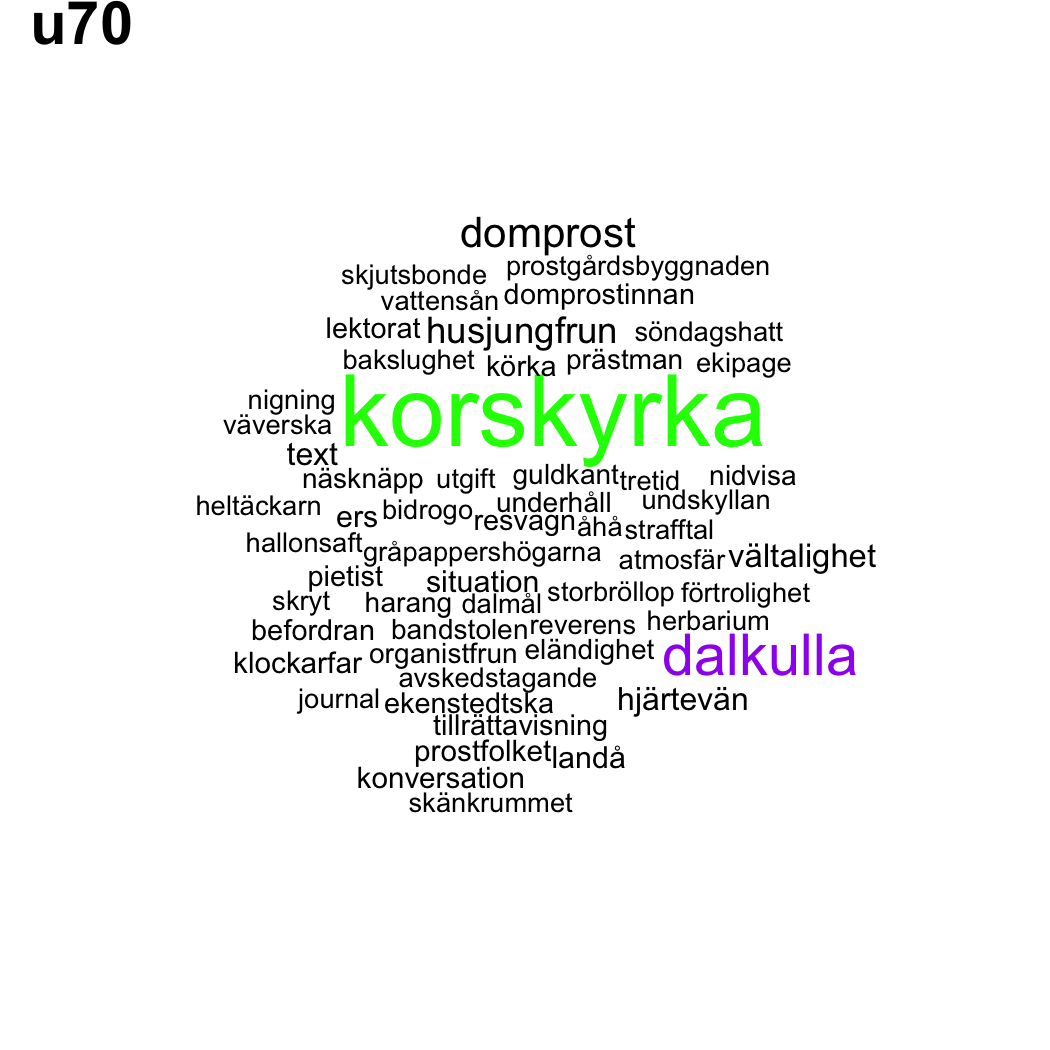 u70
domprost
skjutsbonde prostgårdsbyggnaden
vattensån domprostinnan
lektorat husjungfrun söndagshatt
bakslughet körka prästman ekipage
nigning korskyrka
väverska
text
näsknäpp utgift guldkant tretid nidvisa
heltäckarn ers bidrogo underhåll undskyllan
resvagn åhå strafftal
hallonsaft gråpappershögarna atmosfär vältalighet
pietist situation storbröllop förtrolighet
skryt harang dalmål
befordran bandstolen reverens herbarium
klockarfar organistfrun eländighet dalkulla
avskedstagande
journal ekenstedtska hjärtevän
tillrättavisning
prostfolket landå
konversation
skänkrummet